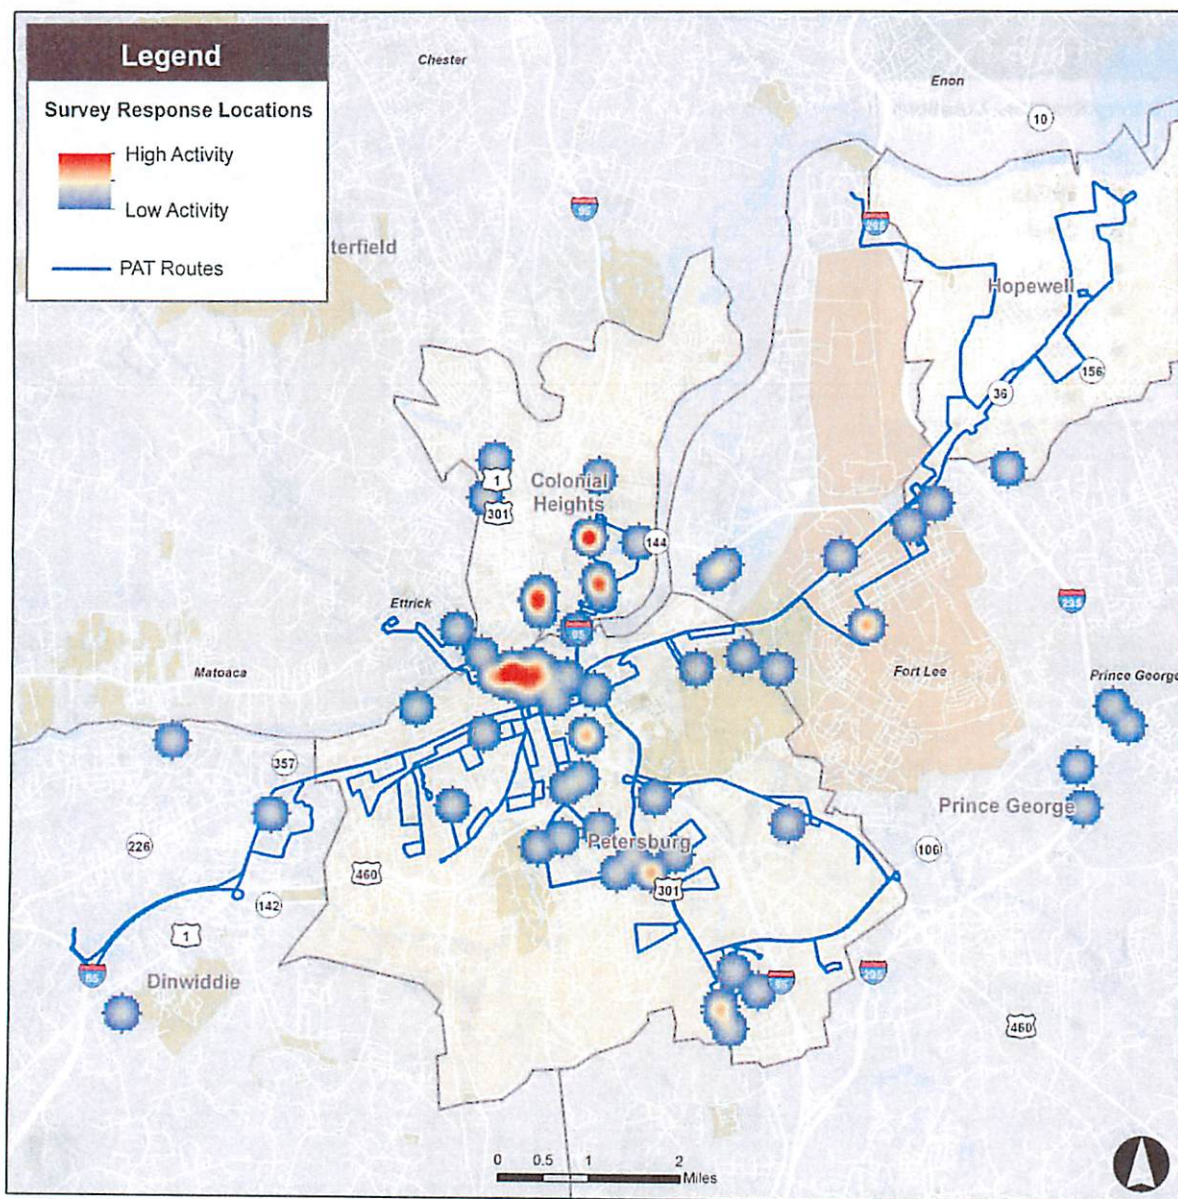 Legend
Survey Response Locations
High Activity
Low Activity
PAT Routes
Chester
Enon
10
95
295
terfield
Hopewell
156
36
1
Colonial
Heights
301
144
Ettrick
95
295
Matoaca
Fort Lee
Prince George
357
Prince George
226
Petersburg
106
460
301
142
1
85
Dinwiddie
95
295
460
0 0.5 1 2
Miles